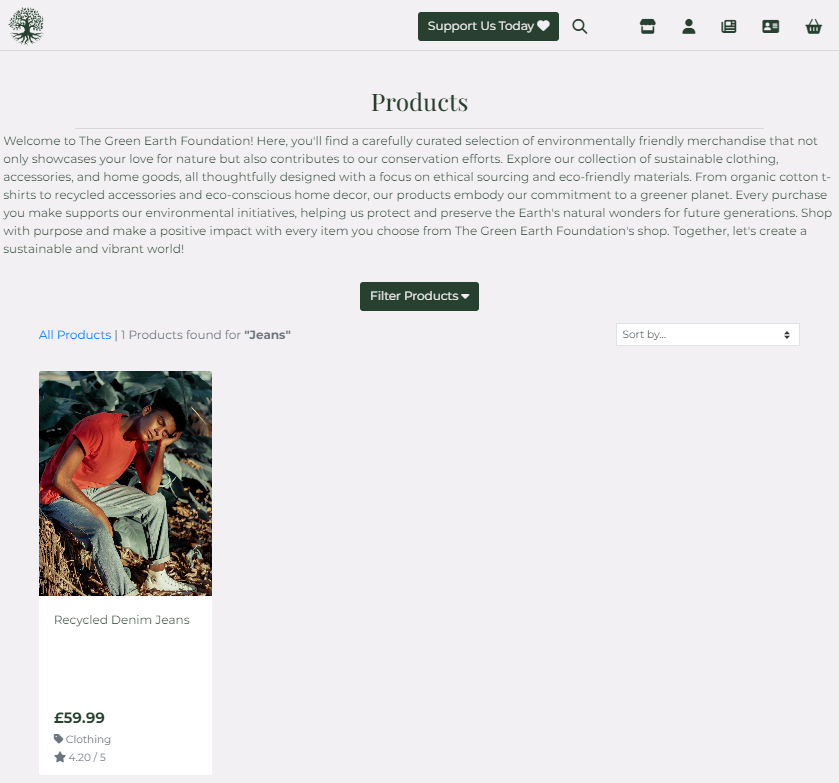 Support Us Today
Products
Welcome to The Green Earth Foundation! Here, you'll find a carefully curated selection of environmentally friendly merchandise that not
only showcases your love for nature but also contributes to our conservation efforts. Explore our collection of sustainable clothing,
accessories, and home goods, all thoughtfully designed with a focus on ethical sourcing and eco-friendly materials. From organic cotton t-
shirts to recycled accessories and eco-conscious home decor, our products embody our commitment to a greener planet. Every purchase
you make supports our environmental initiatives, helping us protect and preserve the Earth's natural wonders for future generations. Shop
with purpose and make a positive impact with every item you choose from The Green Earth Foundation's shop. Together, let's create a
sustainable and vibrant world!
Filter Products
All Products | 1 Products found for "Jeans"
Sort by...
Recycled Denim Jeans
£59.99
Clothing
4.20 / 5